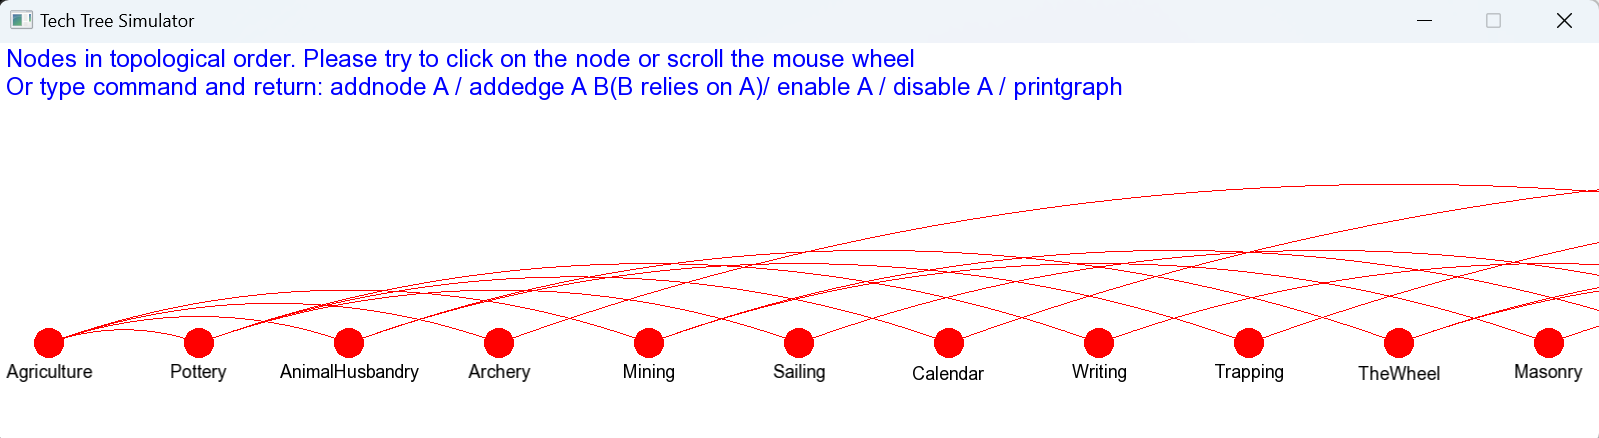 Tech Tree Simulator
Nodes in topological order. Please try to click on the node or scroll the mouse wheel
Or type command and return: addnode A / addedge A B(B relies on A)/ enable A / disable A / printgraph
Agriculture
Pottery
AnimalHusbandry
Archery
Mining
Sailing
Calendar
Writing
Trapping
TheWheel
Masonry